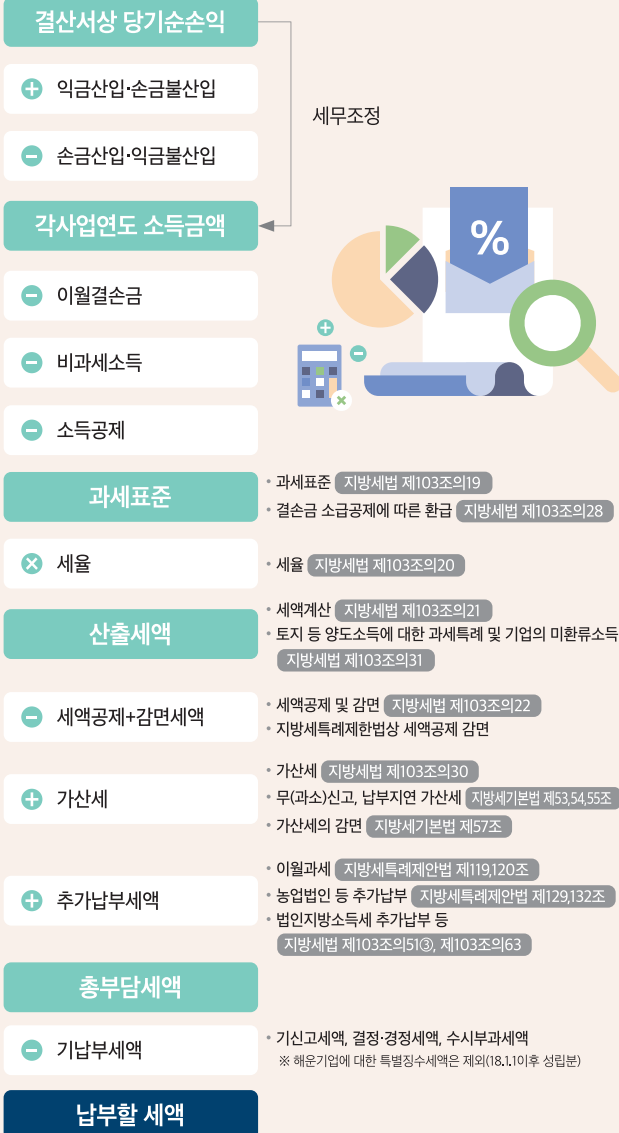 결산서상 당기순손익
익금산입·손금불산입
세무조정
손금산입·익금불산입
각사업연도 소득금액
%
이월결손금
비과세소득
소득공제
과세표준
• 과세표준 지방세법 제103조의19
• 결손금 소급공제에 따른 환급 지방세법 제103조의28
세율
• 세율 지방세법 제103조의20
산출세액
• 세액계산 지방세법 제103조의21
• 토지 등 양도소득에 대한 과세특례 및 기업의 미환류소득
지방세법 제103조의31
세액공제+감면세액
• 세액공제 및 감면 지방세법 제103조의22
• 지방세특례제한법상 세액공제 감면
가산세
• 가산세 지방세법 제103조의30
• 무(과소)신고, 납부지연 가산세 지방세기본법 제53,54,55조
• 가산세의 감면 지방세기본법 제57조
추가납부세액
• 이월과세 지방세특례제안법 제119,120조
• 농업법인 등 추가납부 지방세특례제안법 제129,132조
• 법인지방소득세 추가납부 등
지방세법 제103조의51③, 제103조의63
총부담세액
기납부세액
• 기신고세액, 결정·경정세액, 수시부과세액
※ 해운기업에 대한 특별징수세액은 제외(18.1.1이후 성립분)
납부할 세액